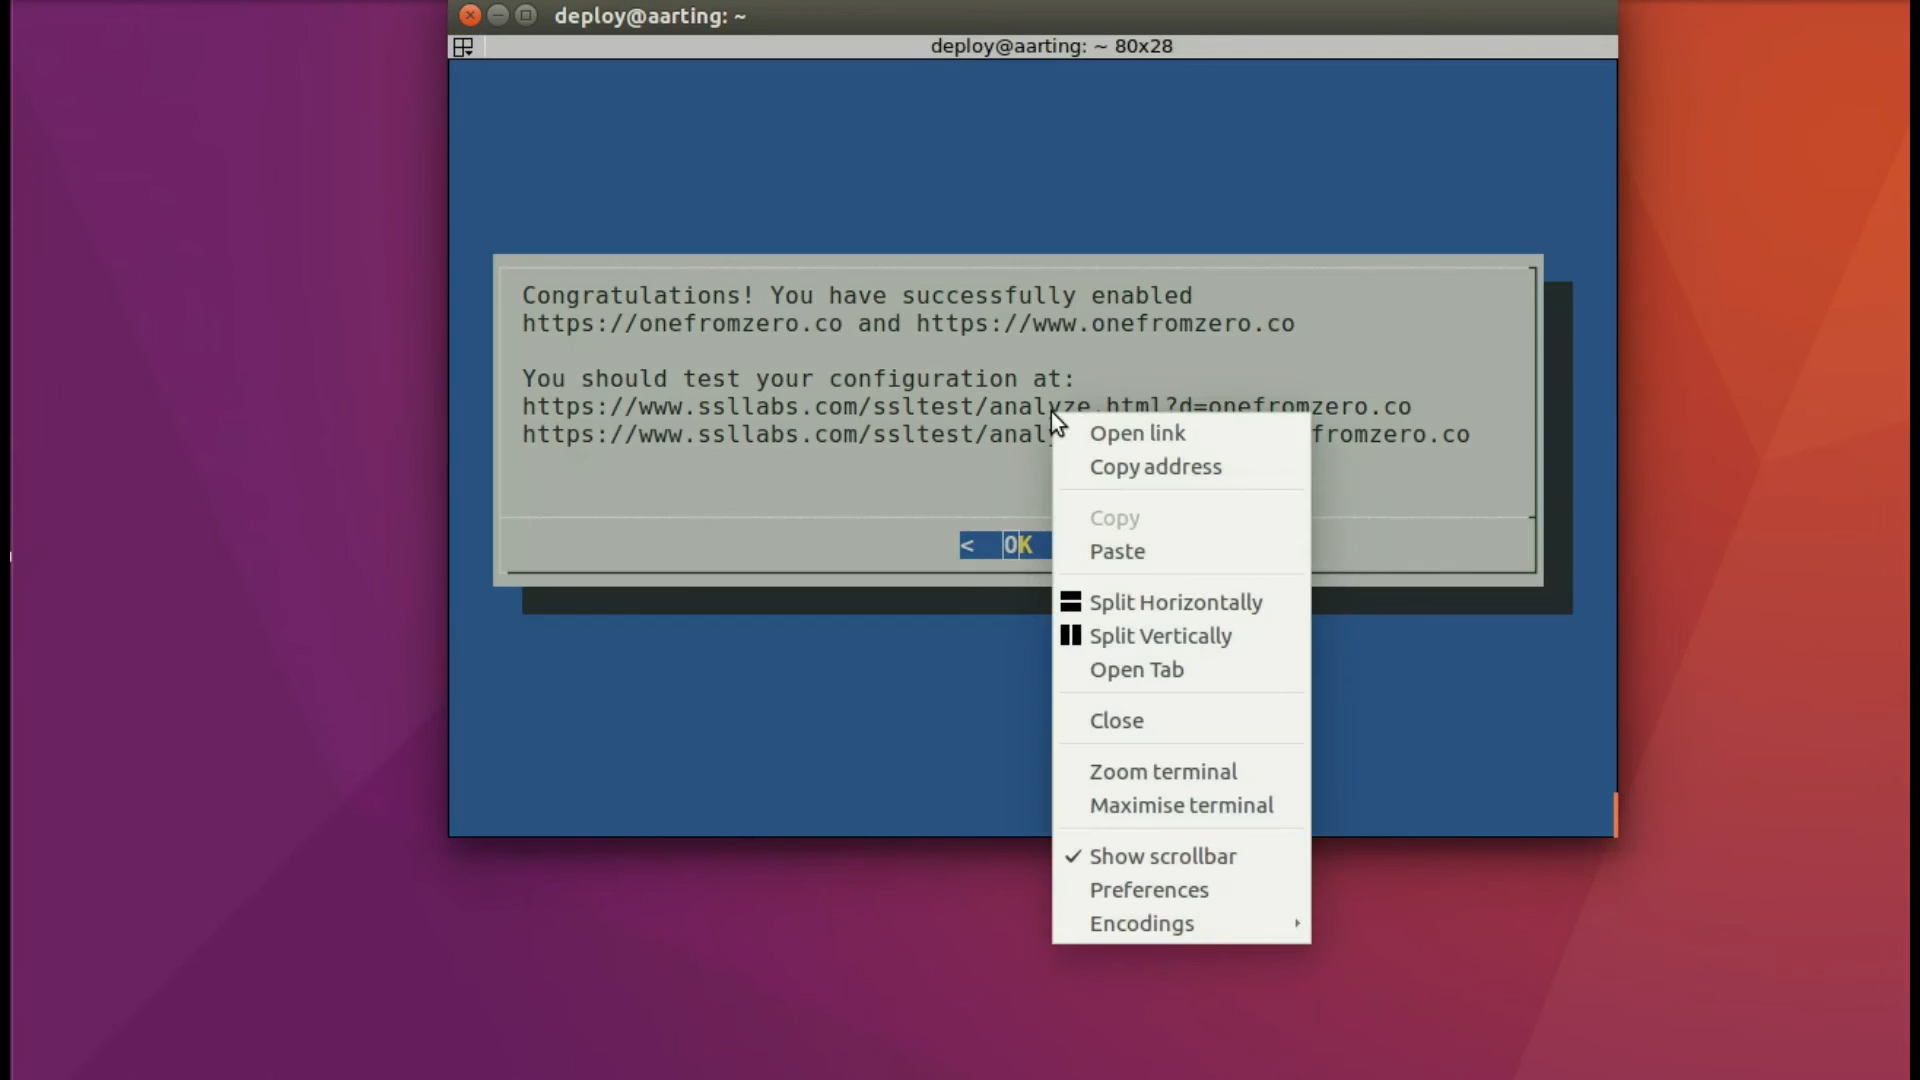 deploy@aarting: ~
deploy@aarting: ~ 80x28
Congratulations! You have successfully enabled
https://onefromzero.co and https://www.onefromzero.co
You should test your configuration at:
https://www.ssllabs.com/ssltest/analyze.html?d=onefromzero.co
https://www.ssllabs.com/ssltest/analy fromzero.co
< OK
Open link
Copy address
Copy
Paste
Split Horizontally
Split Vertically
Open Tab
Close
Zoom terminal
Maximise terminal
Show scrollbar
Preferences
Encodings